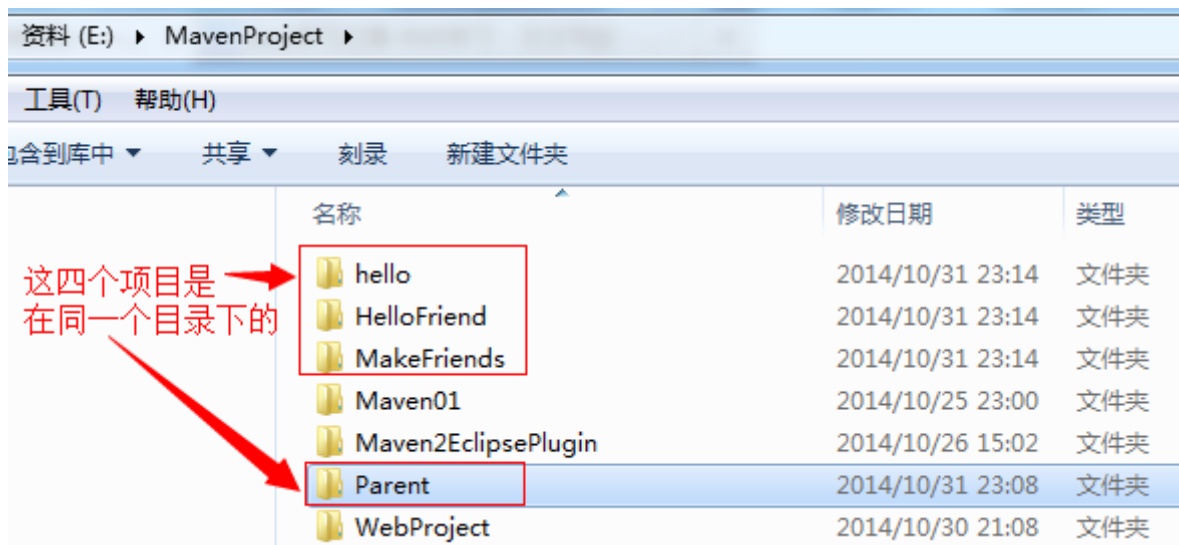 资料 (E:) ▸ MavenProject ▸
工具(T) 帮助(H)
包含到库中 共享 刻录 新建文件夹
名称 修改日期 类型
hello 2014/10/31 23:14 文件夹
HelloFriend 2014/10/31 23:14 文件夹
MakeFriends 2014/10/31 23:14 文件夹
Maven01 2014/10/25 23:00 文件夹
Maven2EclipsePlugin 2014/10/26 15:02 文件夹
Parent 2014/10/31 23:08 文件夹
WebProject 2014/10/30 21:08 文件夹
这四个项目是
在同一个目录下的